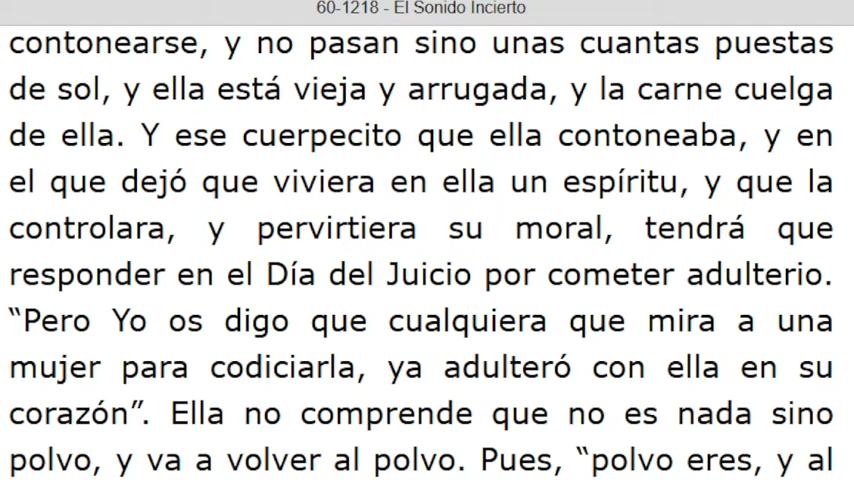 60-1218 - El Sonido Incierto
contonearse, y no pasan sino unas cuantas puestas
de sol, y ella está vieja y arrugada, y la carne cuelga
de ella. Y ese cuerpecito que ella contoneaba, y en
el que dejó que viviera en ella un espíritu, y que la
controlara, y pervirtiera su moral, tendrá que
responder en el Día del Juicio por cometer adulterio.
“Pero Yo os digo que cualquiera que mira a una
mujer para codiciarla, ya adulteró con ella en su
corazón”. Ella no comprende que no es nada sino
polvo, y va a volver al polvo. Pues, “polvo eres, y al